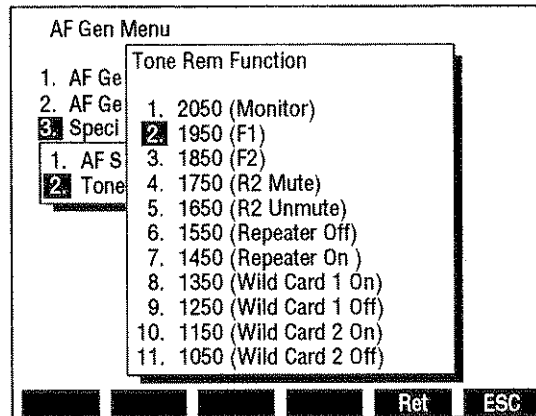 AF Gen Menu
1. AF Ge
2. AF Ge
3. Speci
1. AF S
2. Tone
Tone Rem Function
1. 2050 (Monitor)
2. 1950 (F1)
3. 1850 (F2)
4. 1750 (R2 Mute)
5. 1650 (R2 Unmute)
6. 1550 (Repeater Off)
7. 1450 (Repeater On )
8. 1350 (Wild Card 1 On)
9. 1250 (Wild Card 1 Off)
10. 1150 (Wild Card 2 On)
11. 1050 (Wild Card 2 Off)
Ret ESC